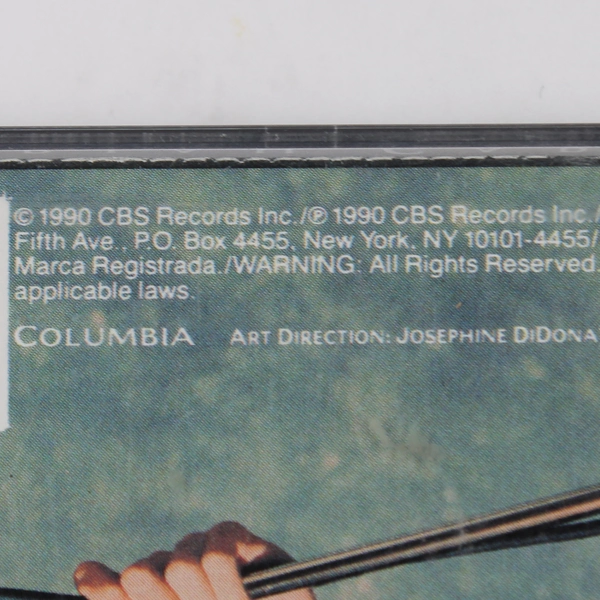 © 1990 CBS Records Inc./℗ 1990 CBS Records Inc./
Fifth Ave., P.O. Box 4455, New York, NY 10101-4455/
Marca Registrada./WARNING: All Rights Reserved.
applicable laws.
COLUMBIA ART DIRECTION: JOSEPHINE DIDONA